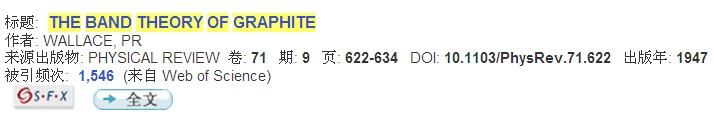 标题: THE BAND THEORY OF GRAPHITE
作者: WALLACE, PR
来源出版物: PHYSICAL REVIEW 卷: 71 期: 9 页: 622-634 DOI: 10.1103/PhysRev.71.622 出版年: 1947
被引频次: 1,546 (来自 Web of Science)
S·F·X 全文